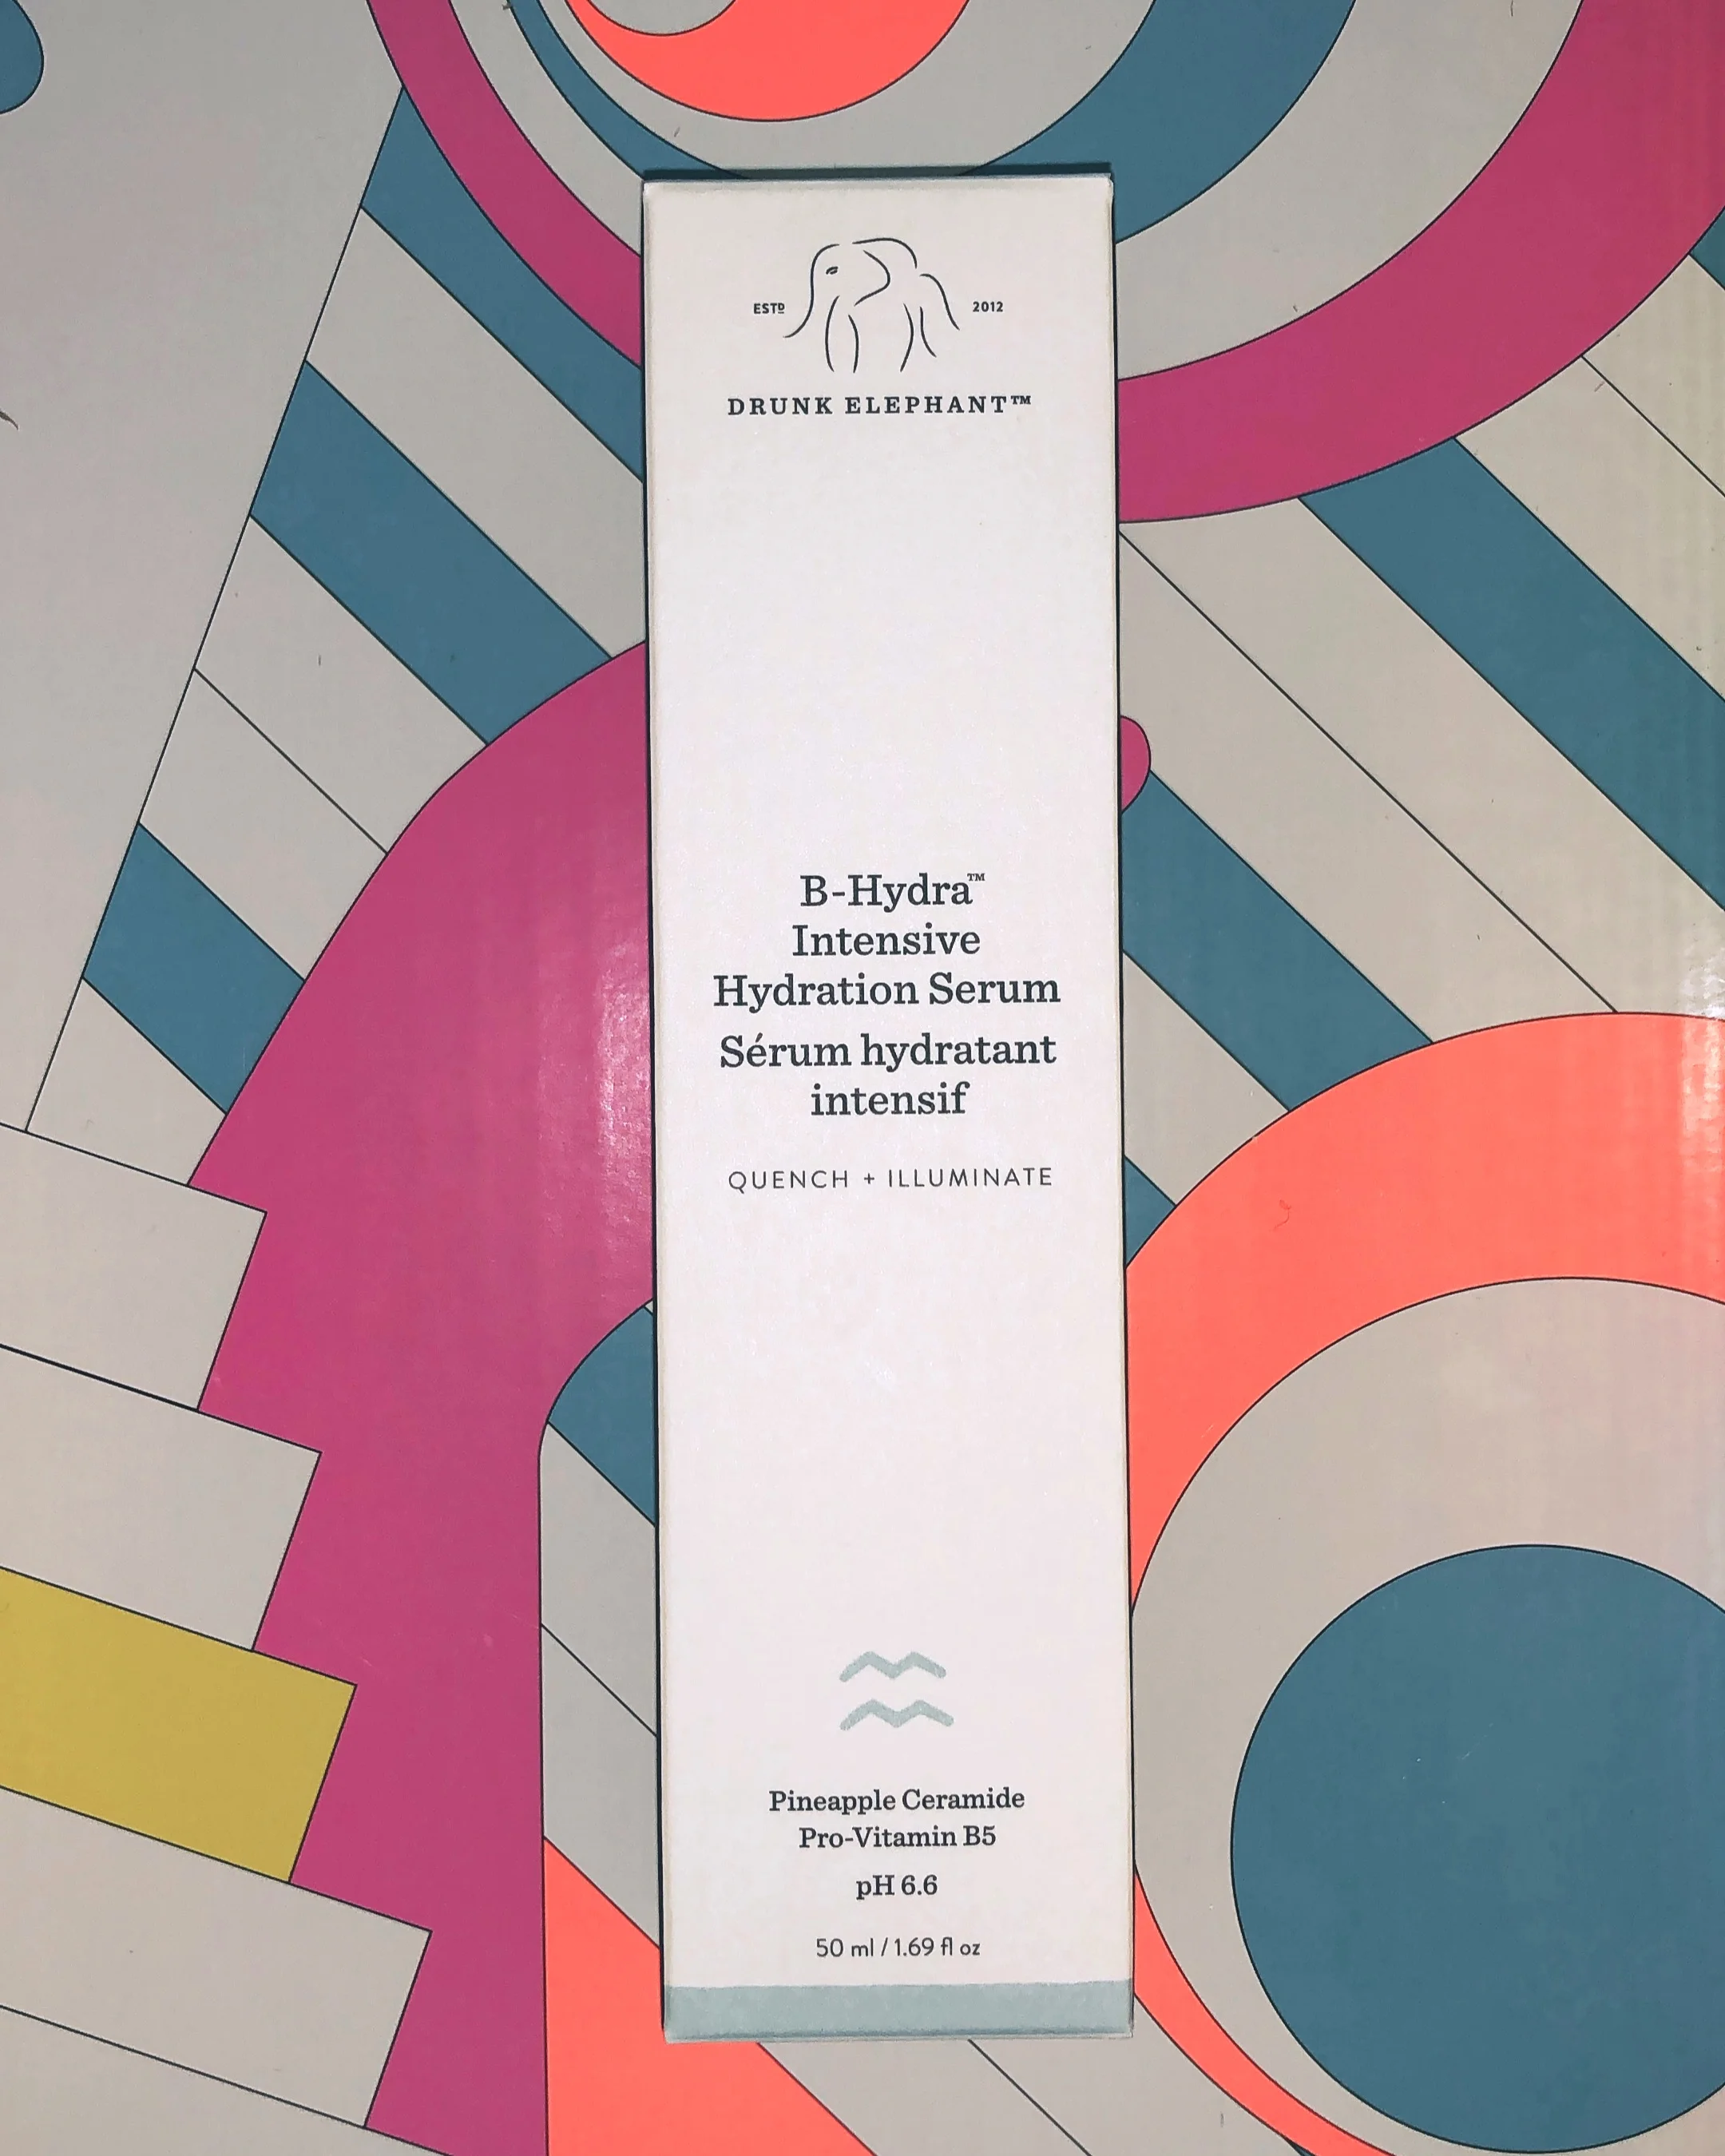 ESTD 2012
DRUNK ELEPHANT™
B-Hydra™
Intensive
Hydration Serum
Sérum hydratant
intensif
QUENCH + ILLUMINATE
Pineapple Ceramide
Pro-Vitamin B5
pH 6.6
50 ml / 1.69 fl oz